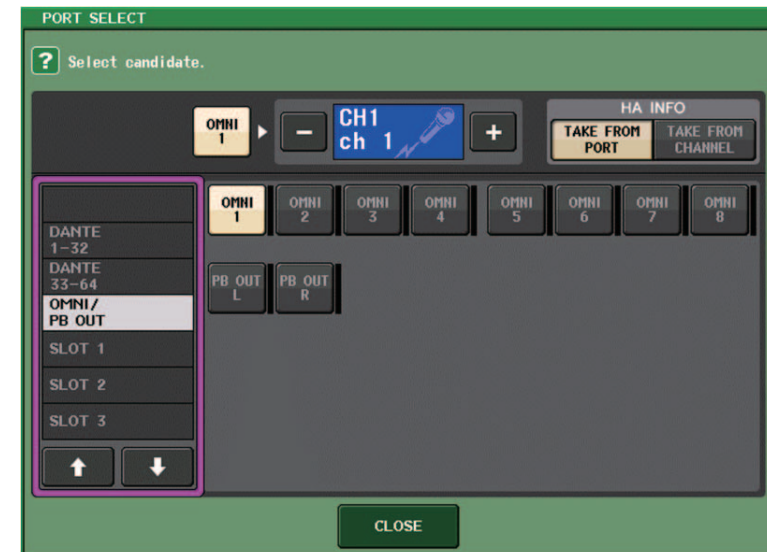 PORT SELECT
? Select candidate.
HA INFO
OMNI
1
CH1
ch 1
TAKE FROM
PORT
TAKE FROM
CHANNEL
DANTE
1-32
DANTE
33-64
OMNI/
PB OUT
SLOT 1
SLOT 2
SLOT 3
OMNI
1
OMNI
2
OMNI
3
OMNI
4
OMNI
5
OMNI
6
OMNI
7
OMNI
8
PB OUT
L
PB OUT
R
CLOSE